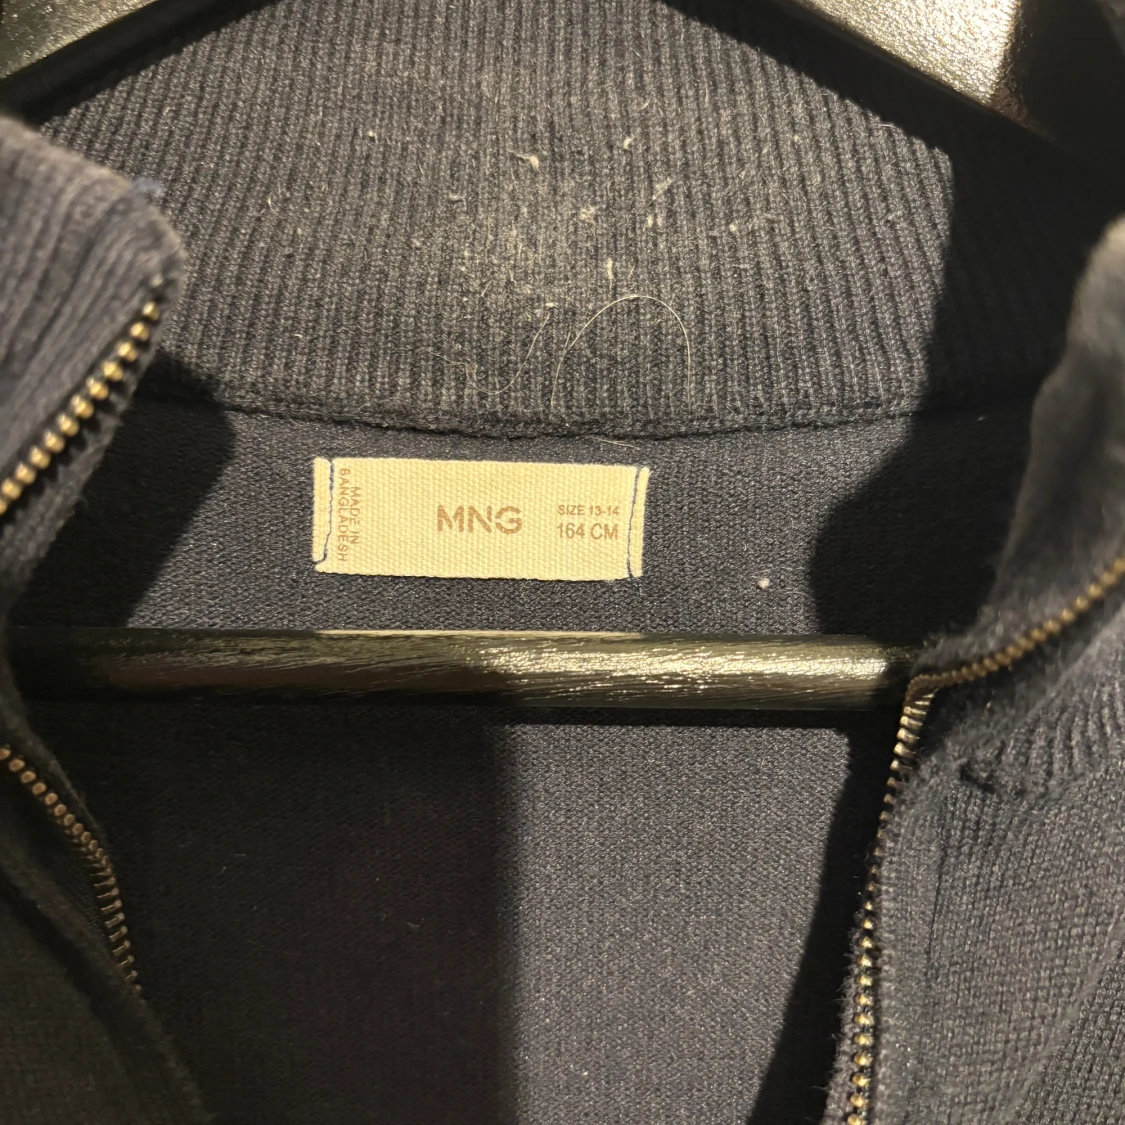 MADE IN
BANGLADESH
MNG
SIZE 13-14
164 CM